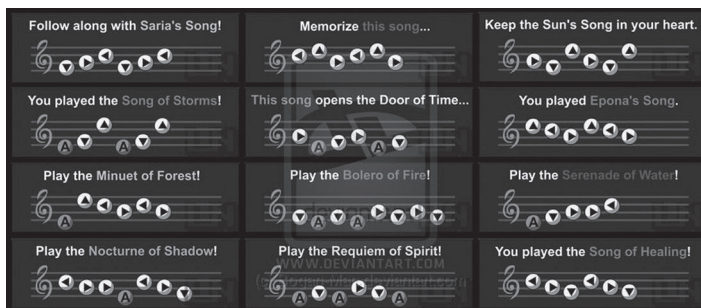 Follow along with Saria's Song!
Memorize this song...
Keep the Sun's Song in your heart.
You played the Song of Storms!
This song opens the Door of Time...
You played Epona's Song.
Play the Minuet of Forest!
Play the Bolero of Fire!
Play the Serenade of Water!
Play the Nocturne of Shadow!
Play the Requiem of Spirit!
You played the Song of Healing!
WWW.DEVIANTART.COM